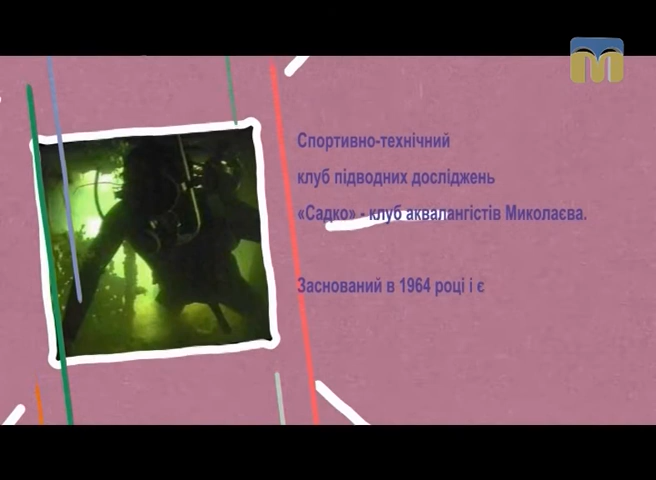 Спортивно-технічний
клуб підводних досліджень
«Садко» - клуб аквалангістів Миколаєва.
Заснований в 1964 році і є